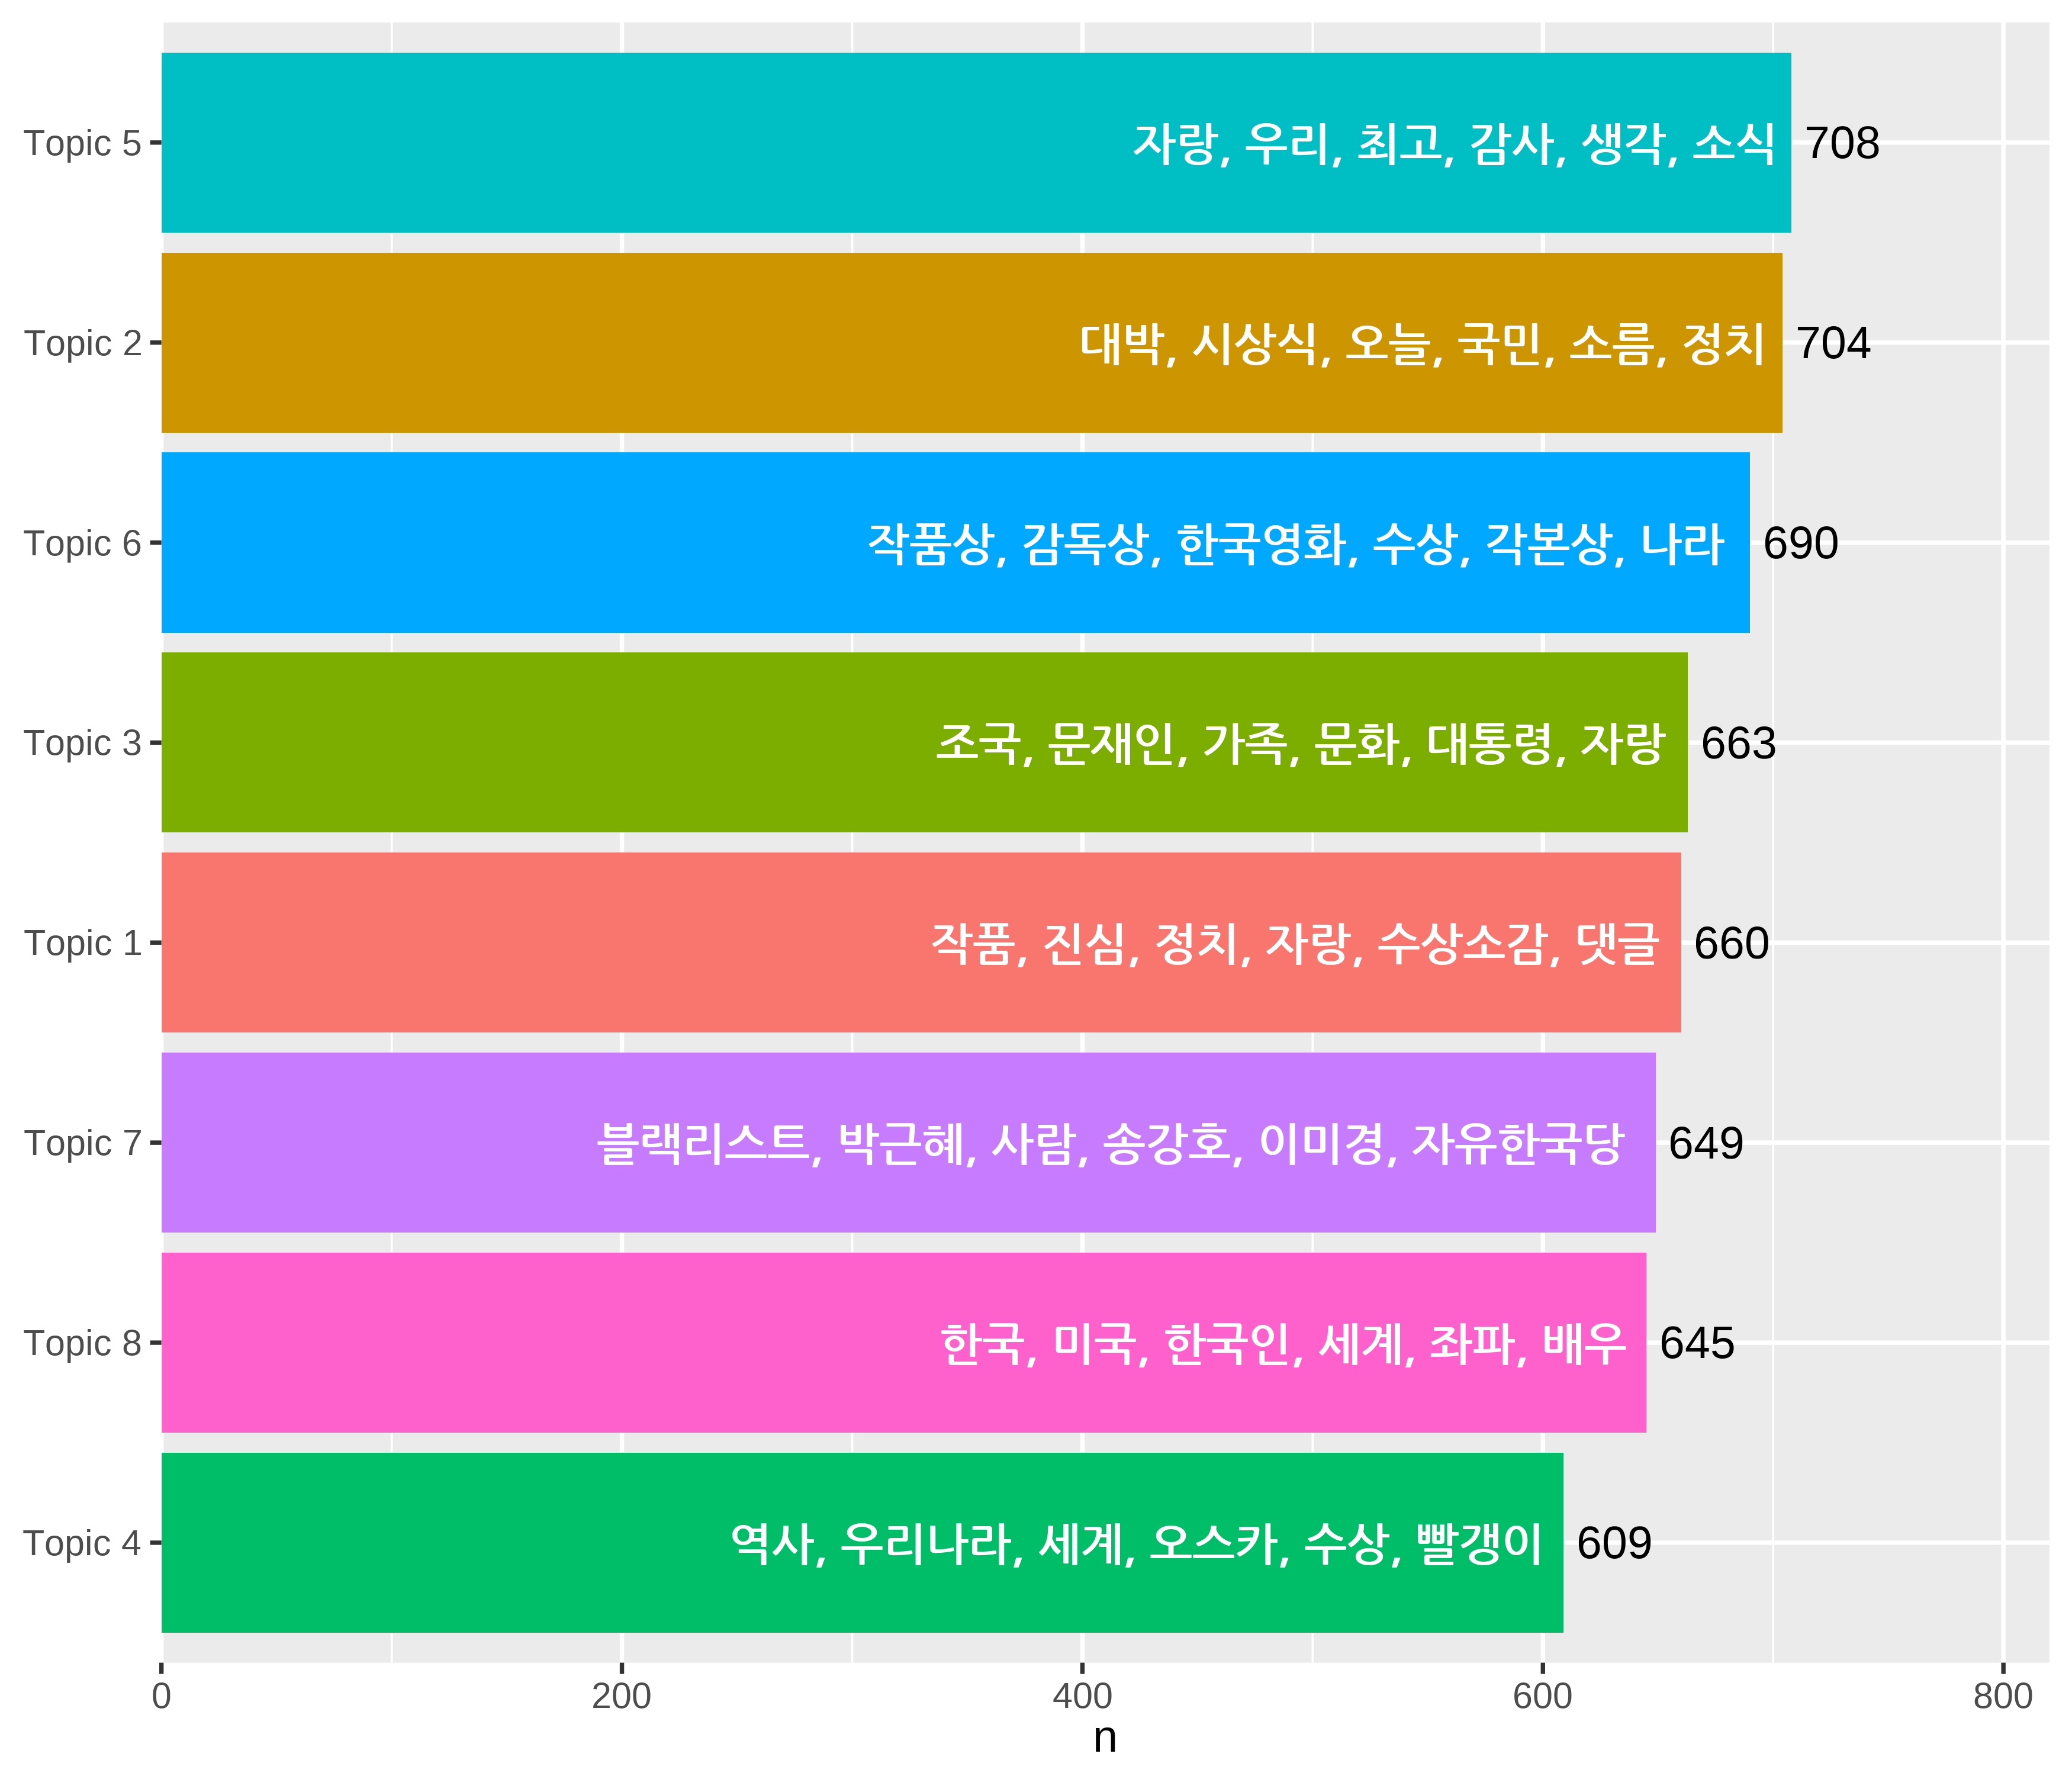 Topic 5 자랑, 우리, 최고, 감사, 생각, 소식 708
Topic 2 대박, 시상식, 오늘, 국민, 소름, 정치 704
Topic 6 작품상, 감독상, 한국영화, 수상, 각본상, 나라 690
Topic 3 조국, 문재인, 가족, 문화, 대통령, 자랑 663
Topic 1 작품, 진심, 정치, 자랑, 수상소감, 댓글 660
Topic 7 블랙리스트, 박근혜, 사람, 송강호, 이미경, 자유한국당 649
Topic 8 한국, 미국, 한국인, 세계, 좌파, 배우 645
Topic 4 역사, 우리나라, 세계, 오스카, 수상, 빨갱이 609
0 200 400 600 800
n